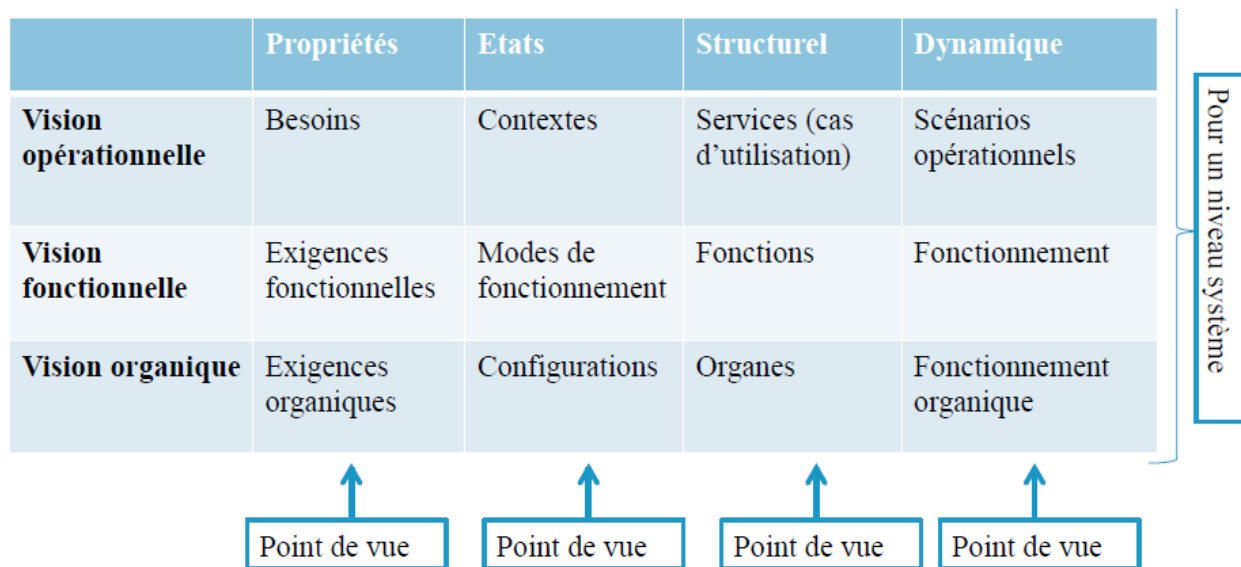 Propriétés
Etats
Structurel
Dynamique
Vision
opérationnelle
Besoins
Contextes
Services (cas
d’utilisation)
Scénarios
opérationnels
Vision
fonctionnelle
Exigences
fonctionnelles
Modes de
fonctionnement
Fonctions
Fonctionnement
Vision organique
Exigences
organiques
Configurations
Organes
Fonctionnement
organique
Pour un niveau système
Point de vue
Point de vue
Point de vue
Point de vue